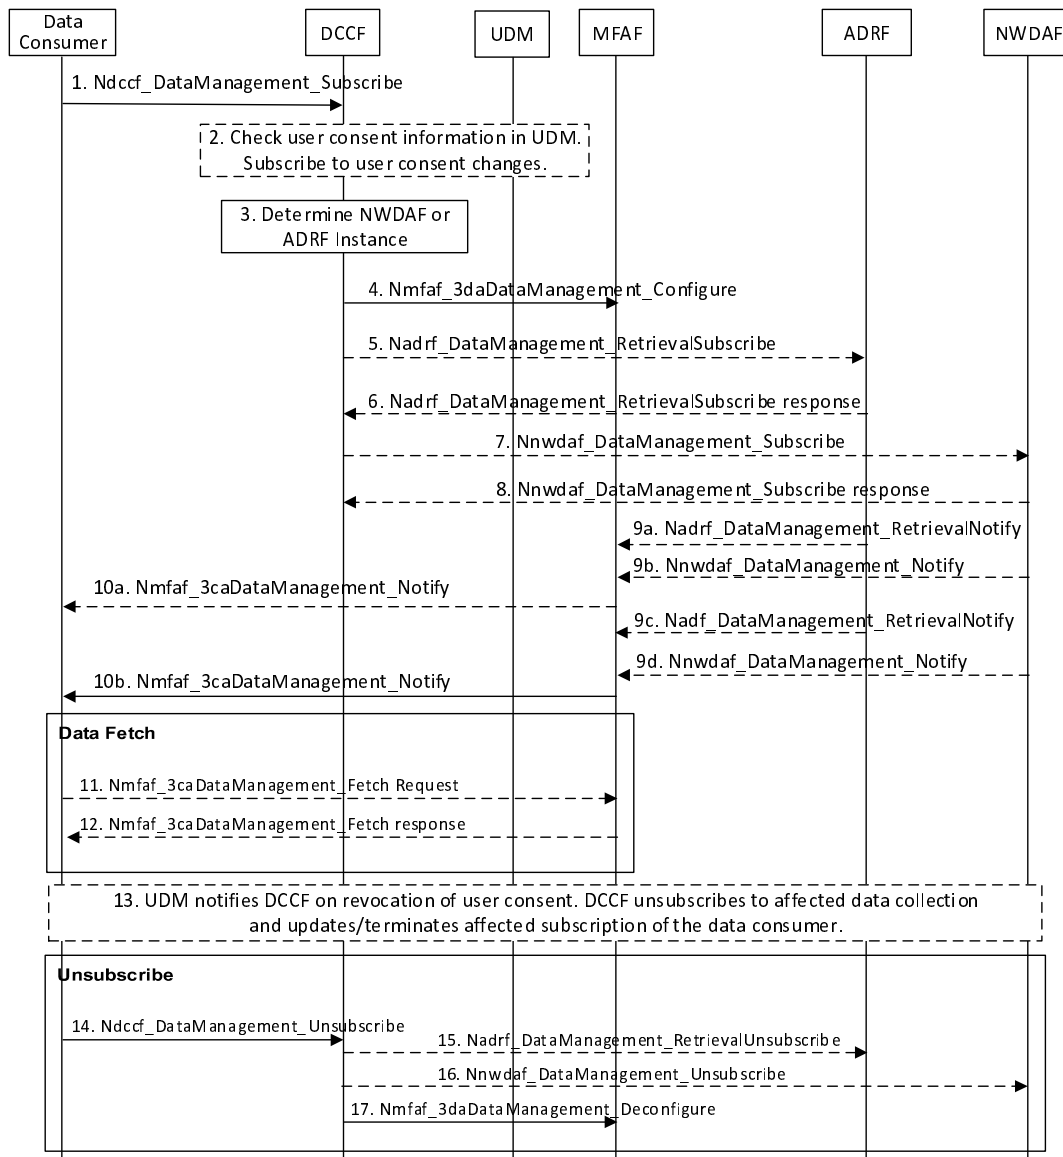 Data
Consumer
DCCF
UDM
MFAF
ADRF
NWDAF
1. Ndccf_DataManagement_Subscribe
2. Check user consent information in UDM.
Subscribe to user consent changes.
3. Determine NWDAF or
ADRF Instance
4. Nmfaf_3daDataManagement_Configure
5. Nadrf_DataManagement_RetrievalSubscribe
6. Nadrf_DataManagement_RetrievalSubscribe response
7. Nnwdaf_DataManagement_Subscribe
8. Nnwdaf_DataManagement_Subscribe response
9a. Nadrf_DataManagement_RetrievalNotify
9b. Nnwdaf_DataManagement_Notify
10a. Nmfaf_3caDataManagement_Notify
9c. Nadf_DataManagement_RetrievalNotify
9d. Nnwdaf_DataManagement_Notify
10b. Nmfaf_3caDataManagement_Notify
Data Fetch
11. Nmfaf_3caDataManagement_Fetch Request
12. Nmfaf_3caDataManagement_Fetch response
13. UDM notifies DCCF on revocation of user consent. DCCF unsubscribes to affected data collection
and updates/terminates affected subscription of the data consumer.
Unsubscribe
14. Ndccf_DataManagement_Unsubscribe
15. Nadrf_DataManagement_RetrievalUnsubscribe
16. Nnwdaf_DataManagement_Unsubscribe
17. Nmfaf_3daDataManagement_Deconfigure